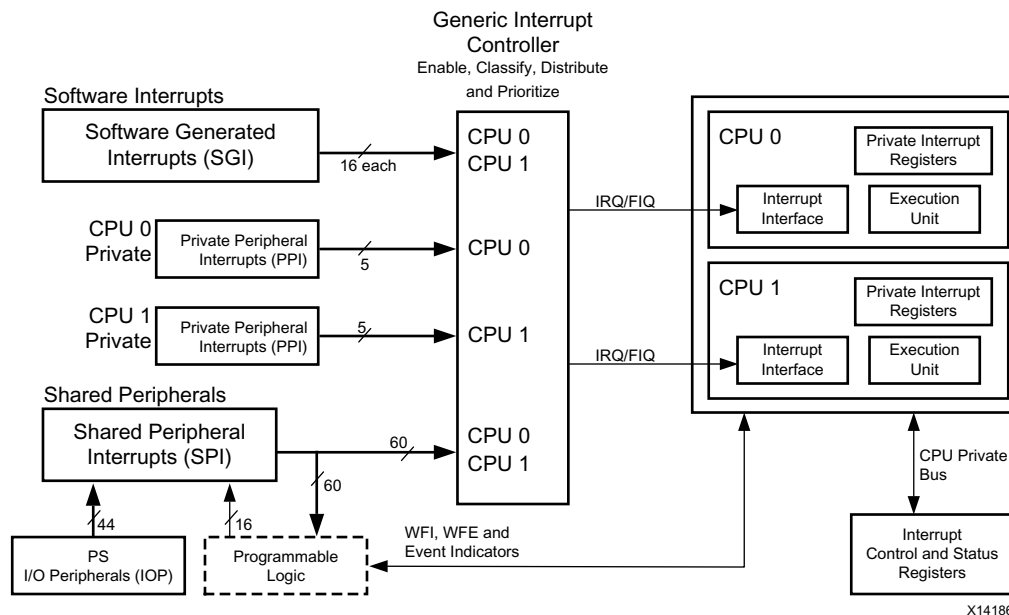 Generic Interrupt
Controller
Enable, Classify, Distribute
and Prioritize
Software Interrupts
Software Generated
Interrupts (SGI)
16 each
CPU 0
CPU 1
CPU 0
Private
Private Peripheral
Interrupts (PPI)
5
CPU 0
CPU 1
Private
Private Peripheral
Interrupts (PPI)
5
CPU 1
Shared Peripherals
Shared Peripheral
Interrupts (SPI)
60
CPU 0
CPU 1
60
44
16
PS
I/O Peripherals (IOP)
Programmable
Logic
WFI, WFE and
Event Indicators
IRQ/FIQ
CPU 0
Private Interrupt
Registers
Interrupt
Interface
Execution
Unit
IRQ/FIQ
CPU 1
Private Interrupt
Registers
Interrupt
Interface
Execution
Unit
CPU Private
Bus
Interrupt
Control and Status
Registers
X14186